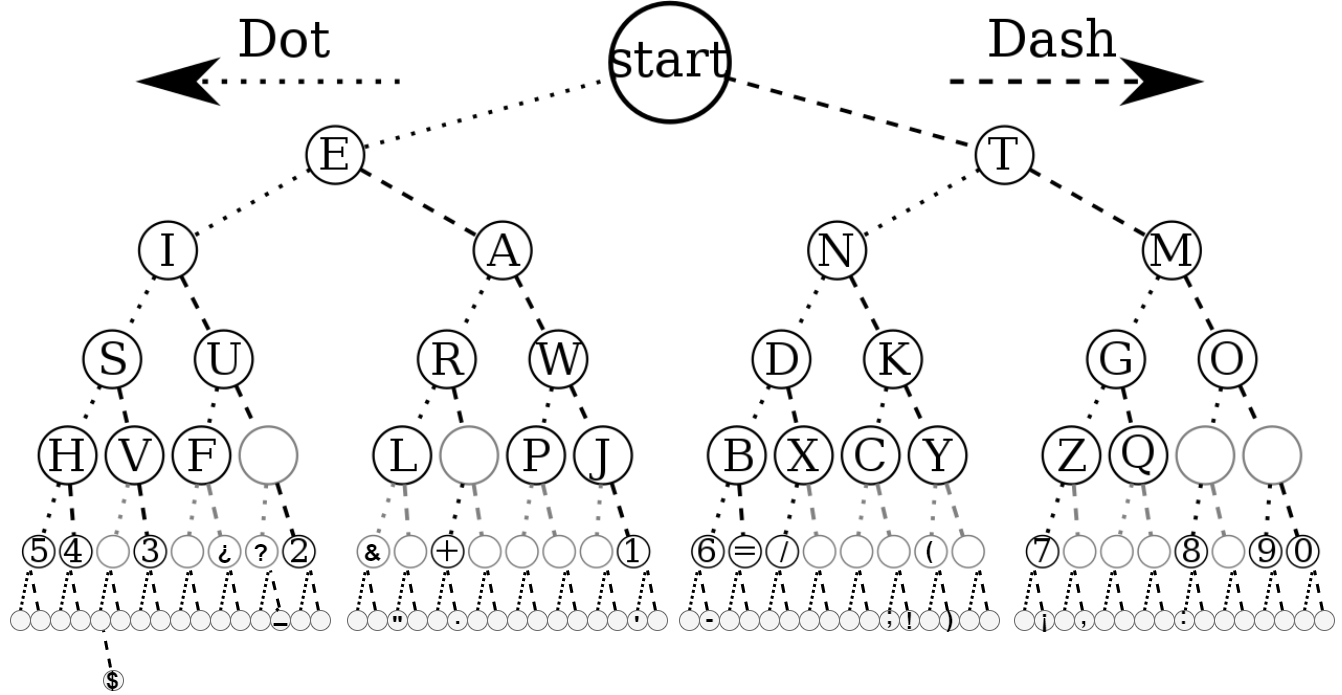 Dot start Dash
E T
I A N M
S U R W D K G O
H V F L P J B X C Y Z Q
5 4 3 ¿ ? 2 & + 1 6 = / ( 7 8 9 0
_ " . ' - ; ! ) ¡ , :
$